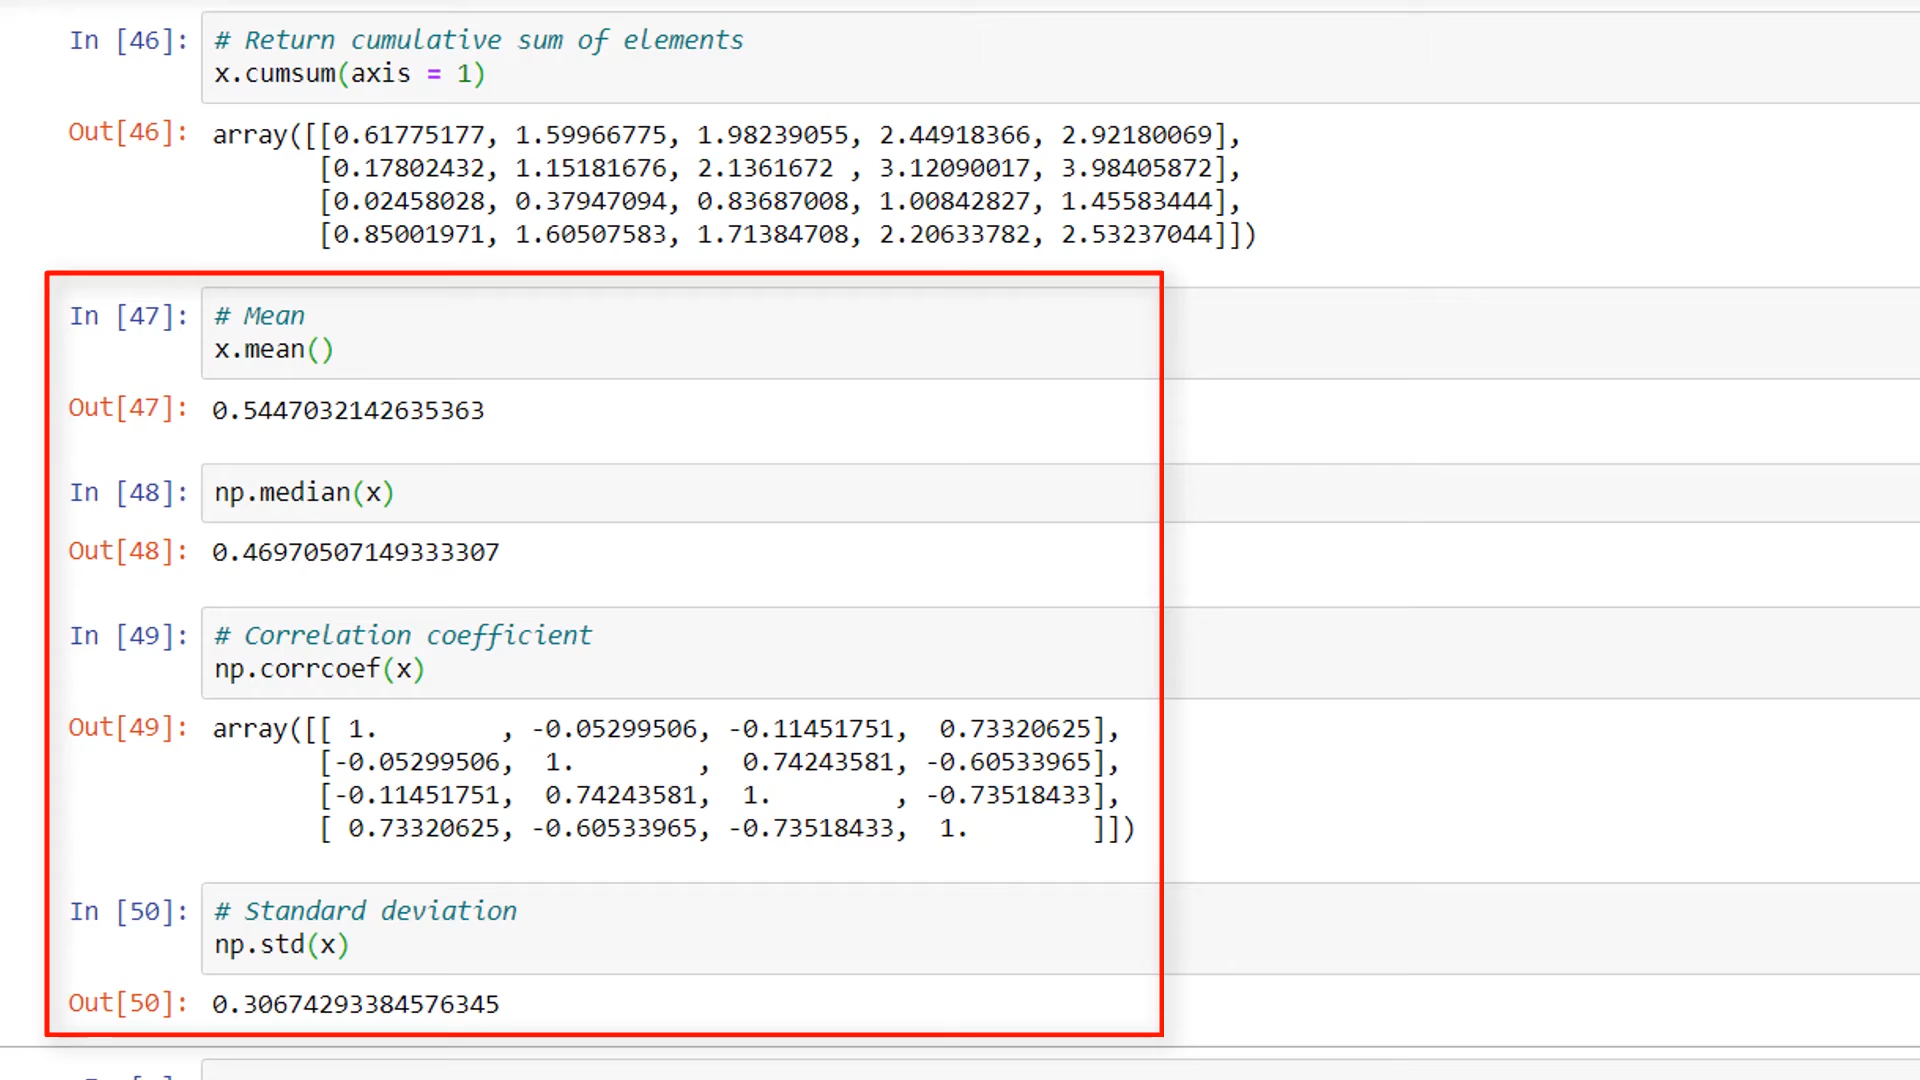 In [46]: # Return cumulative sum of elements
x.cumsum(axis = 1)
Out[46]: array([[0.61775177, 1.59966775, 1.98239055, 2.44918366, 2.92180069],
[0.17802432, 1.15181676, 2.1361672 , 3.12090017, 3.98405872],
[0.02458028, 0.37947094, 0.83687008, 1.00842827, 1.45583444],
[0.85001971, 1.60507583, 1.71384708, 2.20633782, 2.53237044]])
In [47]: # Mean
x.mean()
Out[47]: 0.5447032142635363
In [48]: np.median(x)
Out[48]: 0.46970507149333307
In [49]: # Correlation coefficient
np.corrcoef(x)
Out[49]: array([[ 1.        , -0.05299506, -0.11451751,  0.73320625],
[-0.05299506,  1.        ,  0.74243581, -0.60533965],
[-0.11451751,  0.74243581,  1.        , -0.73518433],
[ 0.73320625, -0.60533965, -0.73518433,  1.        ]])
In [50]: # Standard deviation
np.std(x)
Out[50]: 0.30674293384576345